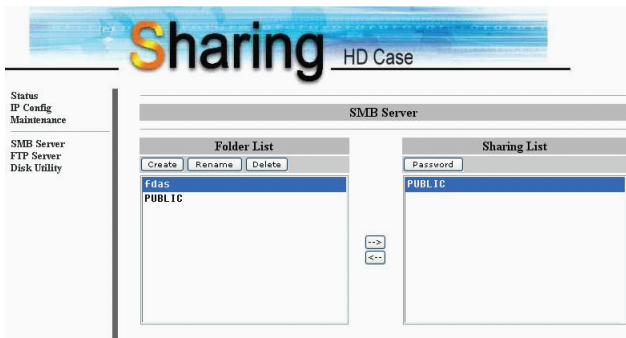 Sharing HD Case
Status
IP Config
Maintenance
SMB Server
FTP Server
Disk Utility
SMB Server
Folder List
Create Rename Delete
fdas
PUBLIC
-->
<--
Sharing List
Password
PUBLIC